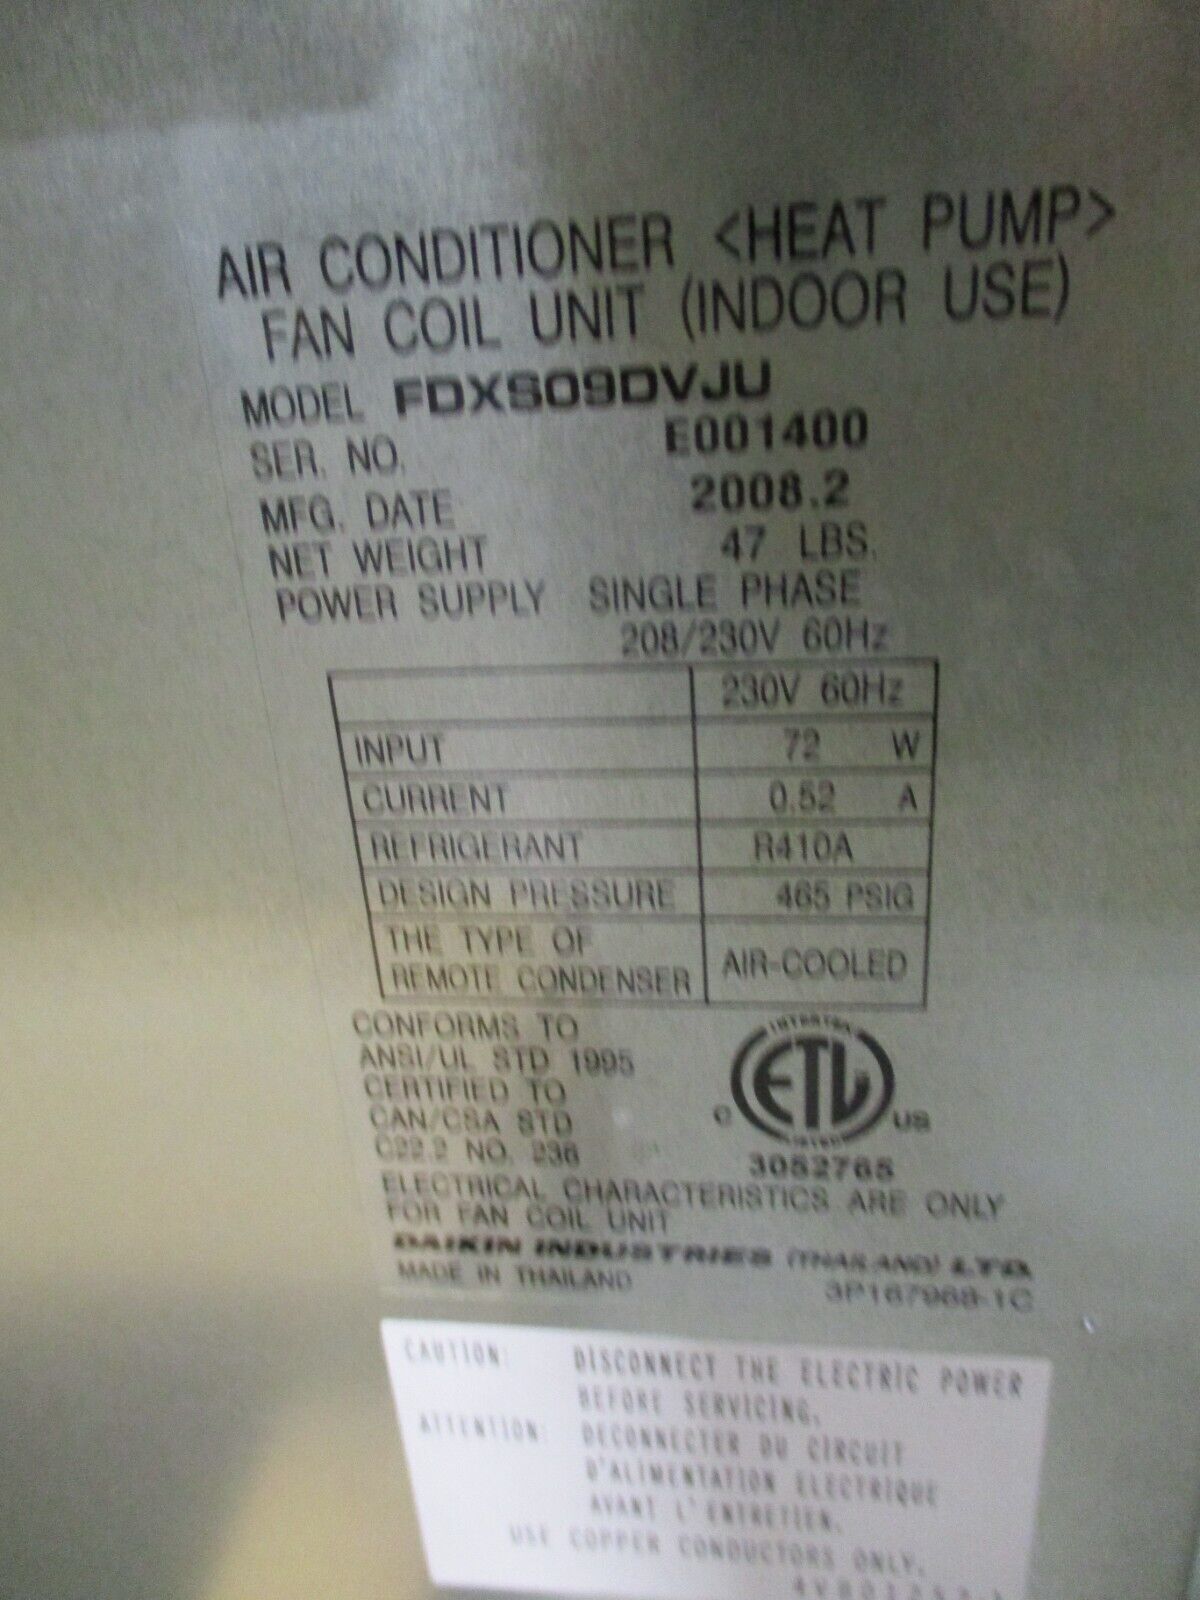 AIR CONDITIONER <HEAT PUMP>
FAN COIL UNIT (INDOOR USE)
MODEL FDXS09DVJU
SER. NO. E001400
MFG. DATE 2008.2
NET WEIGHT 47 LBS.
POWER SUPPLY SINGLE PHASE
208/230V 60Hz
230V 60Hz
INPUT 72 W
CURRENT 0.52 A
REFRIGERANT R410A
DESIGN PRESSURE 465 PSIG
THE TYPE OF
REMOTE CONDENSER AIR-COOLED
CONFORMS TO
ANSI/UL STD 1995
CERTIFIED TO
CAN/CSA STD
C22.2 NO. 236
INTERTEK
ETL
C US
LISTED
3052765
ELECTRICAL CHARACTERISTICS ARE ONLY
FOR FAN COIL UNIT
DAIKIN INDUSTRIES (THAILAND) LTD.
MADE IN THAILAND 3P167968-1C
CAUTION: DISCONNECT THE ELECTRIC POWER
BEFORE SERVICING.
ATTENTION: DECONNECTER DU CIRCUIT
D'ALIMENTATION ELECTRIQUE
AVANT L'ENTRETIEN.
USE COPPER CONDUCTORS ONLY.